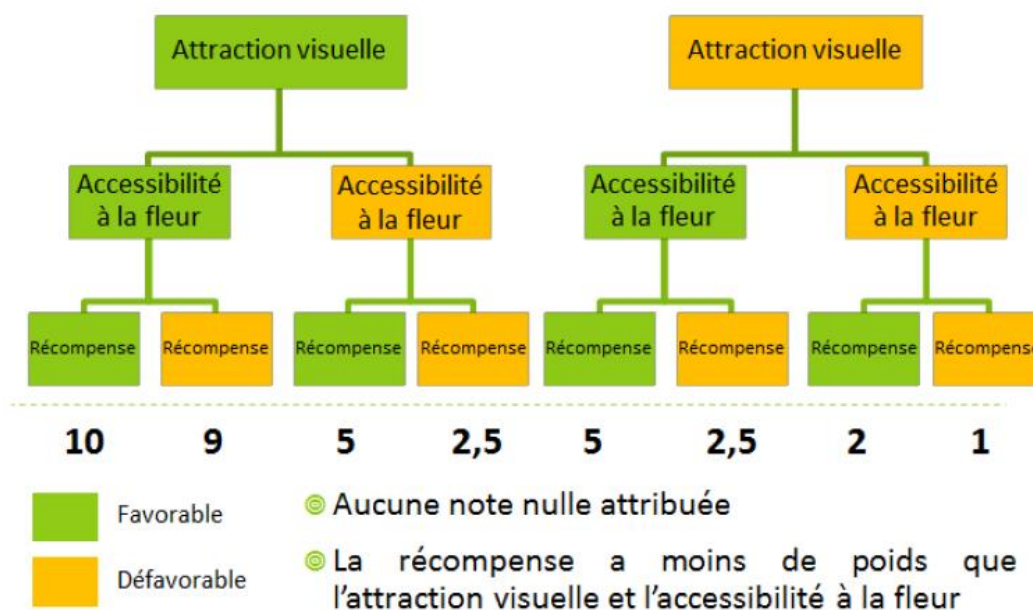 Attraction visuelle
Attraction visuelle
Accessibilité
à la fleur
Accessibilité
à la fleur
Accessibilité
à la fleur
Accessibilité
à la fleur
Récompense
Récompense
Récompense
Récompense
Récompense
Récompense
Récompense
Récompense
10 9 5 2,5 5 2,5 2 1
Favorable
Défavorable
Aucune note nulle attribuée
La récompense a moins de poids que
l’attraction visuelle et l’accessibilité à la fleur